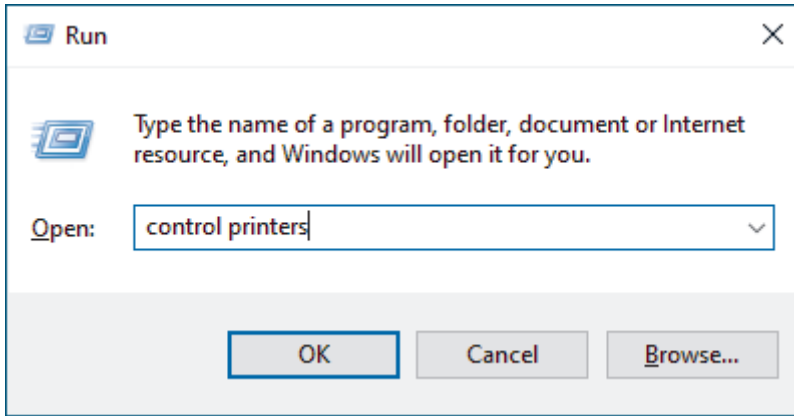 Run
Type the name of a program, folder, document or Internet
resource, and Windows will open it for you.
Open: control printers
OK Cancel Browse...